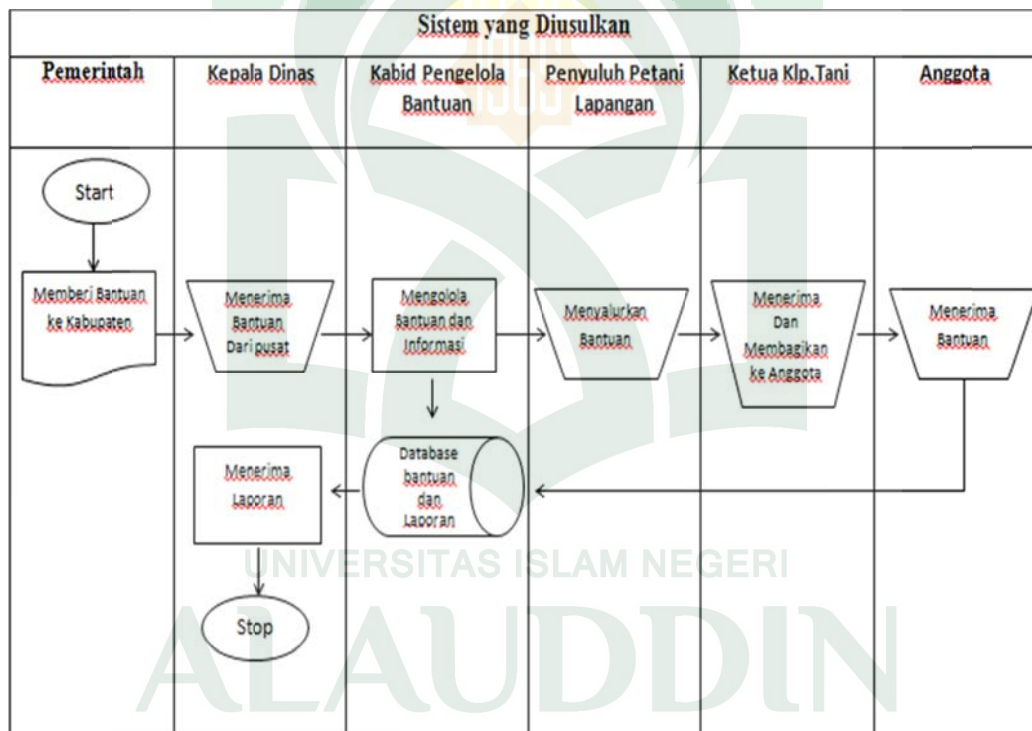 Sistem yang Diusulkan
Pemerintah
Kepala Dinas
Kabid Pengelola
Bantuan
Penyuluh Petani
Lapangan
Ketua Klp.Tani
Anggota
Start
Memberi Bantuan
ke Kabupaten
Menerima
Bantuan
Dari pusat
Mengolola
Bantuan dan
Informasi
Menyalurkan
Bantuan
Menerima
Dan
Membagikan
ke Anggota
Menerima
Bantuan
Database
bantuan
dan
Laporan
Menerima
Laporan
Stop
UNIVERSITAS ISLAM NEGERI
ALAUDDIN